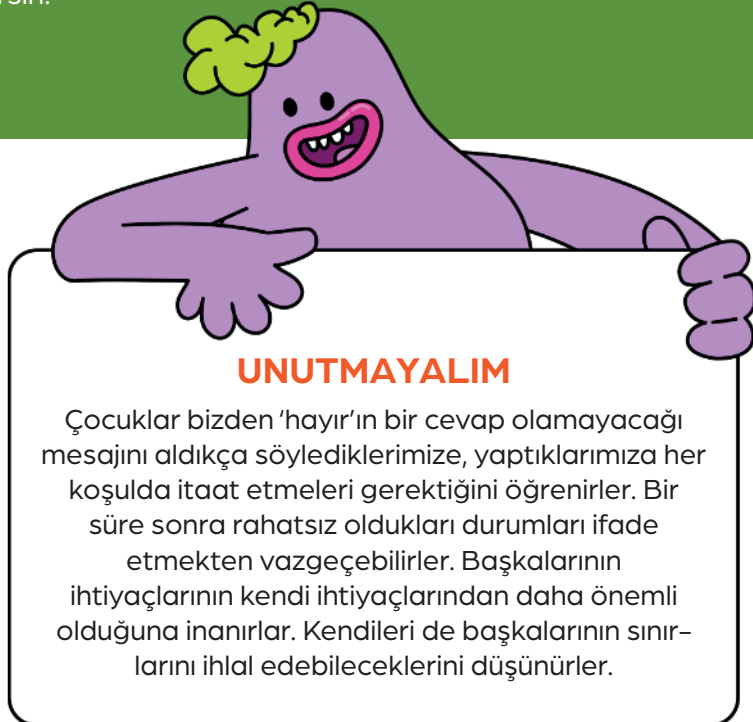 UNUTMAYALIM
Çocuklar bizden ‘hayır’ın bir cevap olamayacağı
mesajını aldıkça söylediklerimize, yaptıklarımıza her
koşulda itaat etmeleri gerektiğini öğrenirler. Bir
süre sonra rahatsız oldukları durumları ifade
etmekten vazgeçebilirler. Başkalarının
ihtiyaçlarının kendi ihtiyaçlarından daha önemli
olduğuna inanırlar. Kendileri de başkalarının sınır-
larını ihlal edebileceklerini düşünürler.